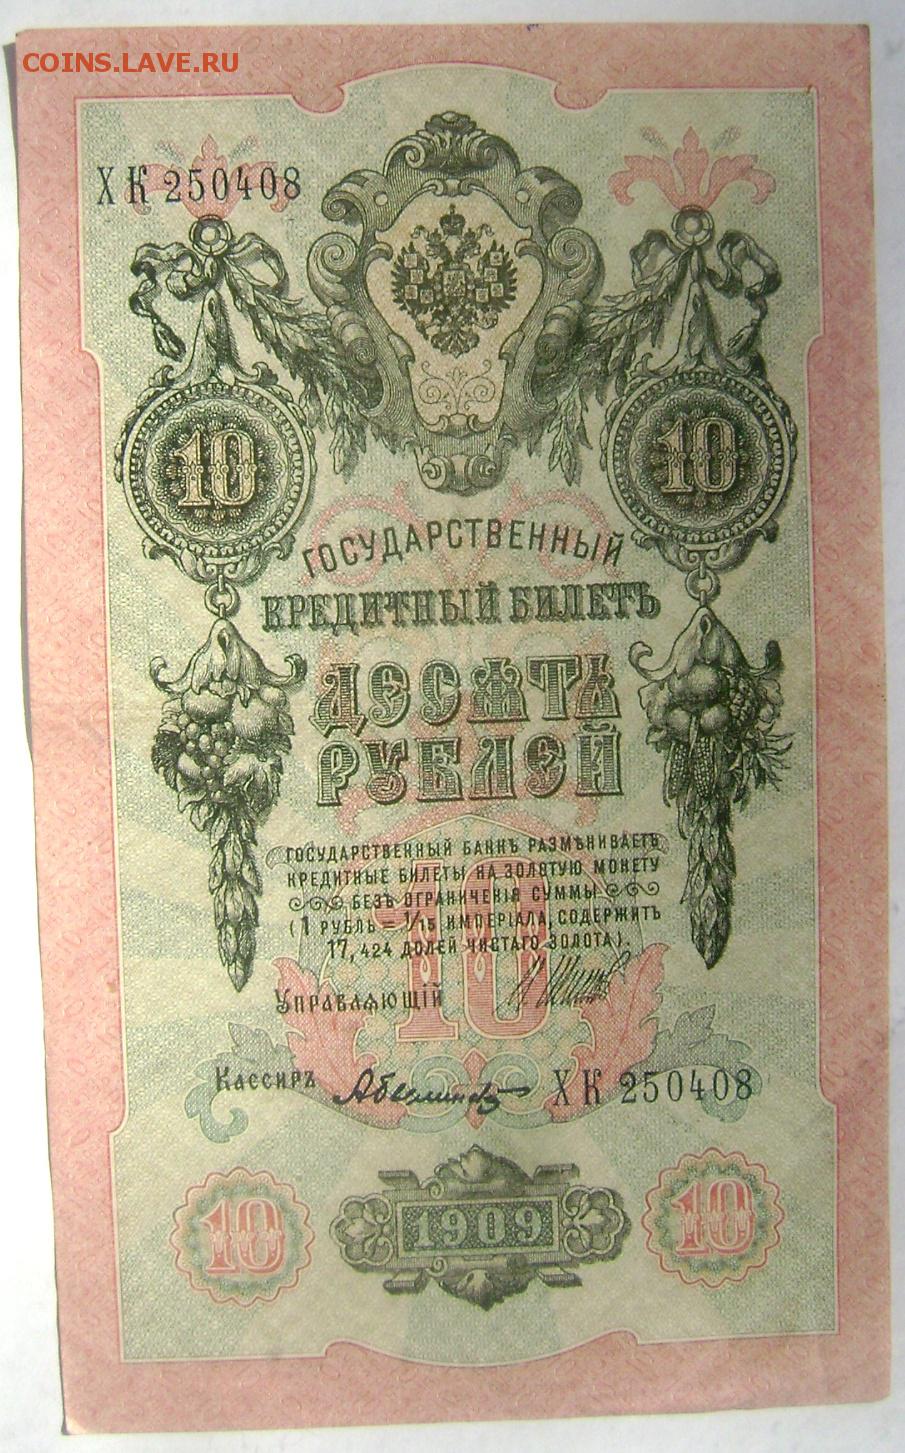 COINS.LAVE.RU
ХК 250408
10 10
ГОСУДАРСТВЕННЫЙ
КРЕДИТНЫЙ БИЛЕТЪ
ДЕСЯТЬ
РУБЛЕЙ
ГОСУДАРСТВЕННЫЙ БАНКЪ РАЗМѢНИВАЕТЪ
КРЕДИТНЫЕ БИЛЕТЫ НА ЗОЛОТУЮ МОНЕТУ
БЕЗЪ ОГРАНИЧЕНІЯ СУММЫ
(1 РУБЛЬ = 1/15 ИМПЕРІАЛА, СОДЕРЖИТЪ
17,424 ДОЛЕЙ ЧИСТАГО ЗОЛОТА).
10
УПРАВЛЯЮЩІЙ
КАССИРЪ ХК 250408
10 1909 10